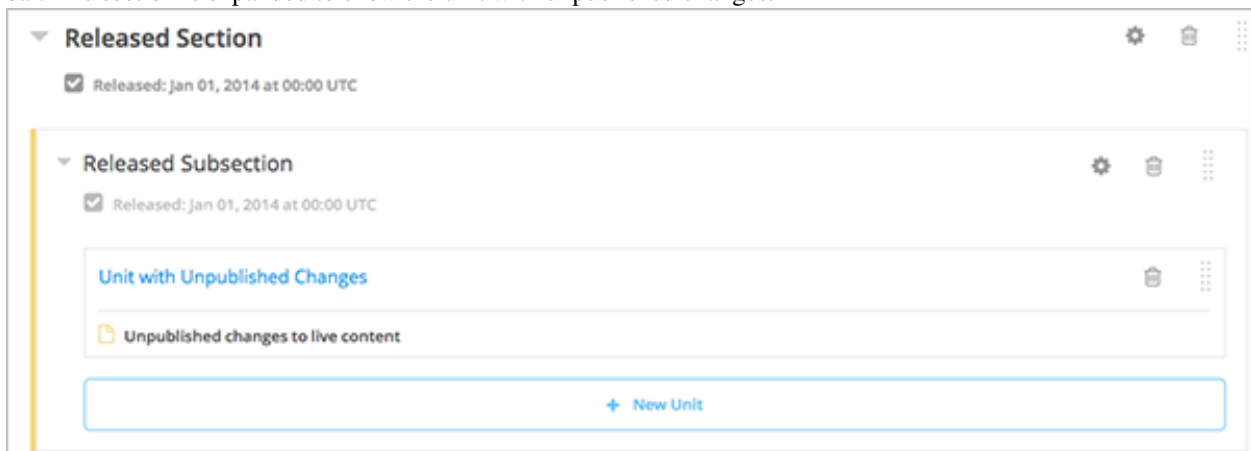 Released Section
Released: Jan 01, 2014 at 00:00 UTC
Released Subsection
Released: Jan 01, 2014 at 00:00 UTC
Unit with Unpublished Changes
Unpublished changes to live content
+ New Unit